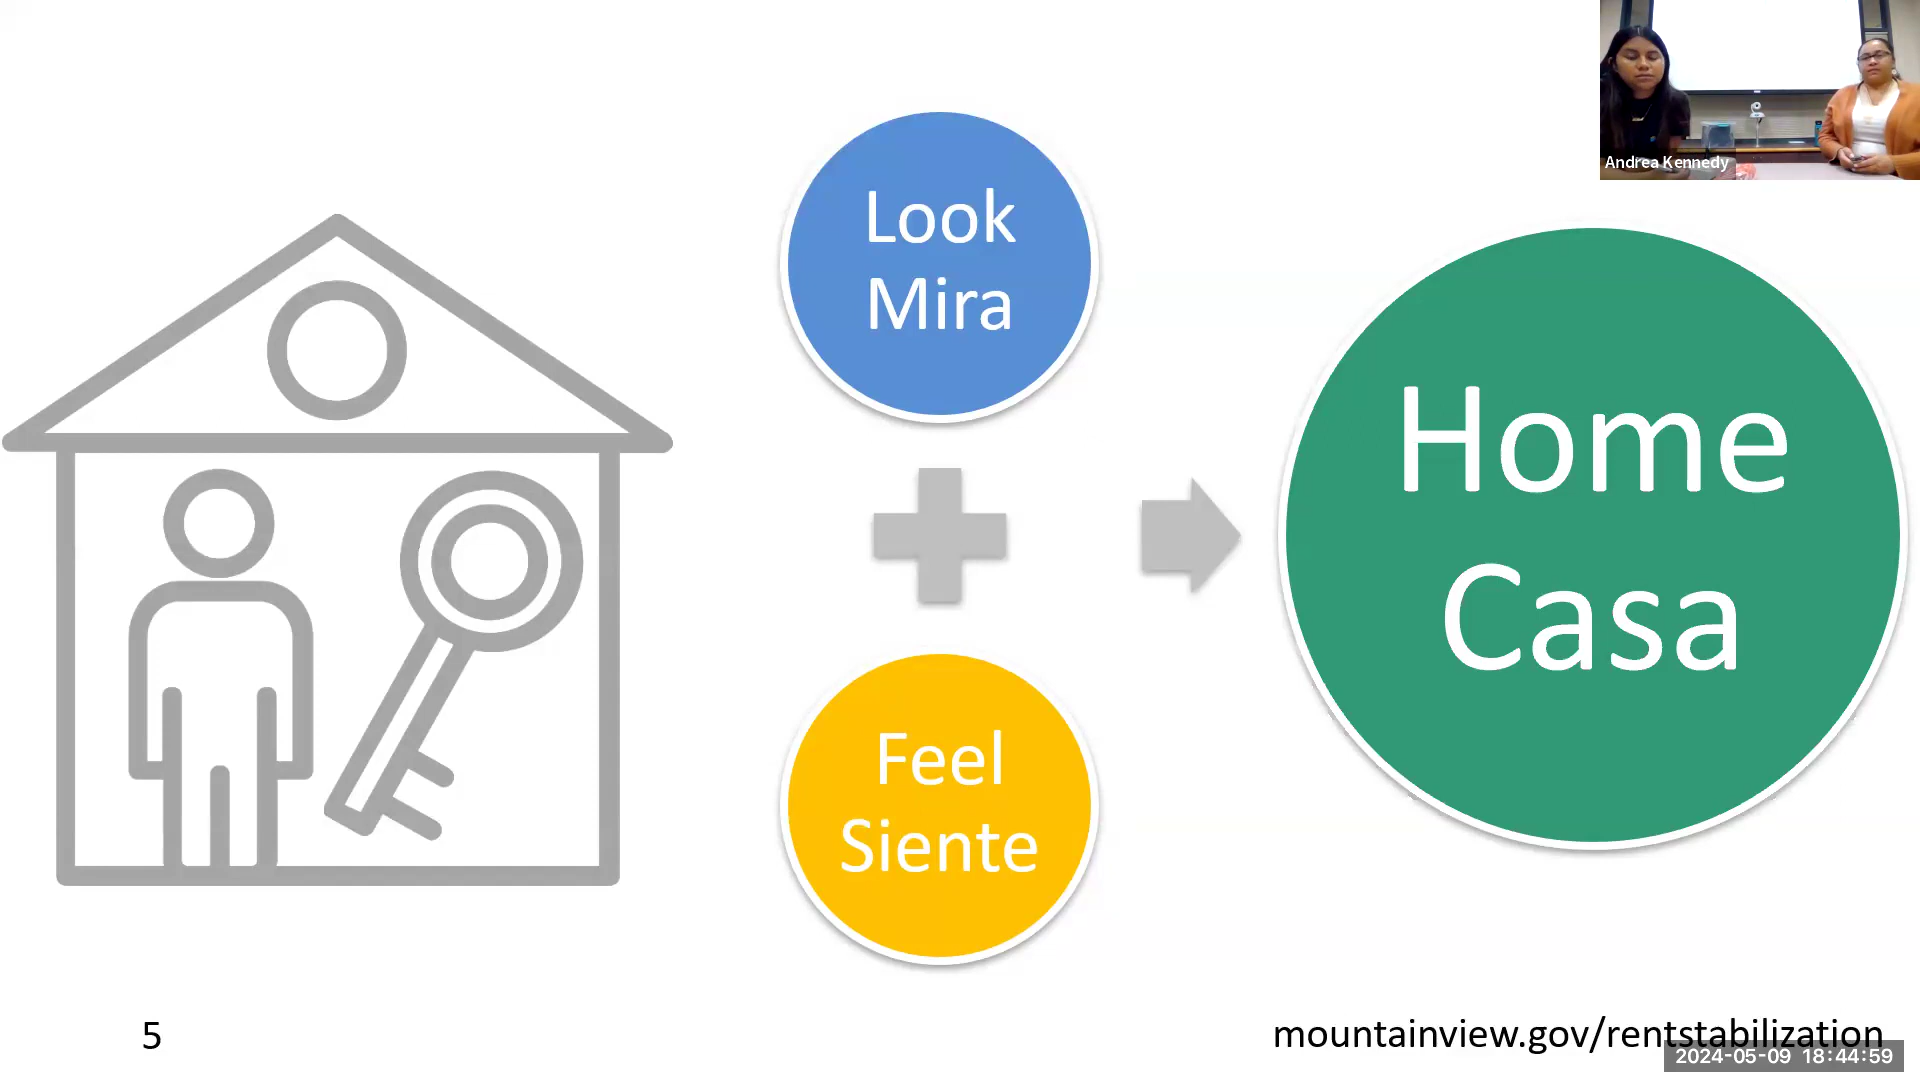 Andrea Kennedy
Look
Mira
Feel
Siente
Home
Casa
5
mountainview.gov/rentstabilization
2024-05-09 18:44:59